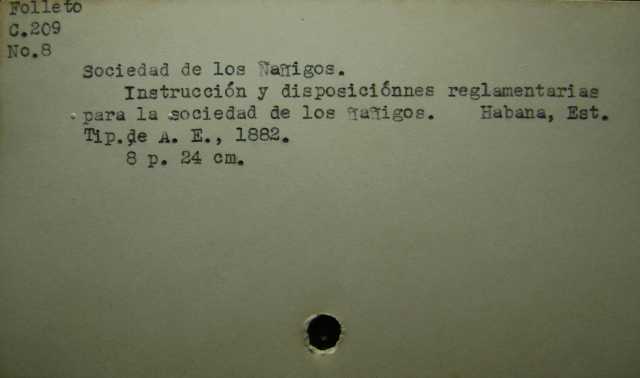 Folleto
C.209
No.8
Sociedad de los Ñañigos.
Instrucción y disposiciónnes reglamentarias
para la sociedad de los ñañigos. Habana, Est.
Tip.de A. E., 1882.
8 p. 24 cm.